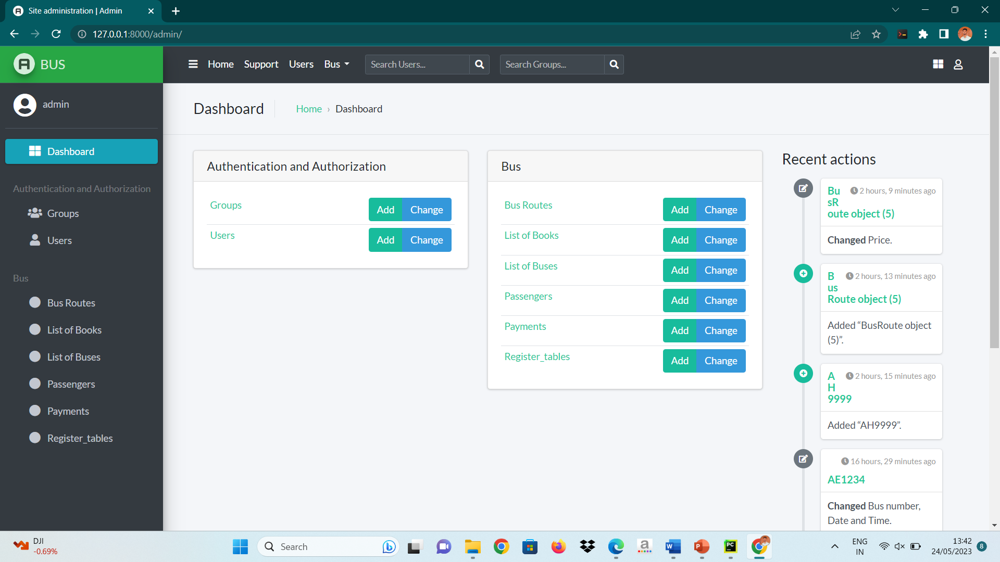 Site administration | Admin
127.0.0.1:8000/admin/
BUS
Home
Support
Users
Bus
Search Users...
Search Groups...
admin
Dashboard
Authentication and Authorization
Groups
Users
Bus
Bus Routes
List of Books
List of Buses
Passengers
Payments
Register_tables
Dashboard
Home › Dashboard
Authentication and Authorization
Groups Add Change
Users Add Change
Bus
Bus Routes Add Change
List of Books Add Change
List of Buses Add Change
Passengers Add Change
Payments Add Change
Register_tables Add Change
Recent actions
2 hours, 9 minutes ago
Bu
sR
oute object (5)
Changed Price.
2 hours, 13 minutes ago
B
us
Route object (5)
Added “BusRoute object
(5)”.
2 hours, 15 minutes ago
A
H
9999
Added “AH9999”.
16 hours, 29 minutes ago
AE1234
Changed Bus number,
Date and Time.
DJI
-0.69%
Search
ENG
IN
13:42
24/05/2023
8